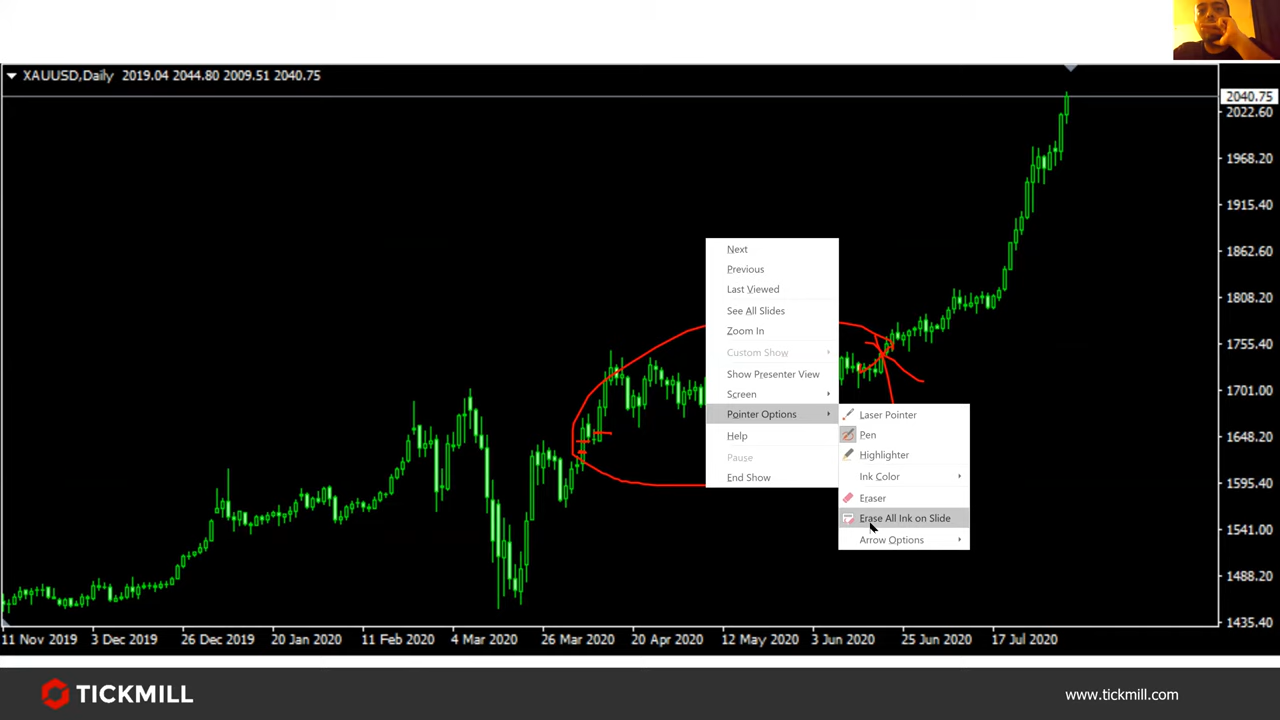 XAUUSD,Daily 2019.04 2044.80 2009.51 2040.75
2040.75
2022.60
1968.20
1915.40
1862.60
1808.20
1755.40
1701.00
1648.20
1595.40
1541.00
1488.20
1435.40
Next
Previous
Last Viewed
See All Slides
Zoom In
Custom Show
Show Presenter View
Screen
Pointer Options
Help
Pause
End Show
Laser Pointer
Pen
Highlighter
Ink Color
Eraser
Erase All Ink on Slide
Arrow Options
11 Nov 2019 3 Dec 2019 26 Dec 2019 20 Jan 2020 11 Feb 2020 4 Mar 2020 26 Mar 2020 20 Apr 2020 12 May 2020 3 Jun 2020 25 Jun 2020 17 Jul 2020
TICKMILL
www.tickmill.com